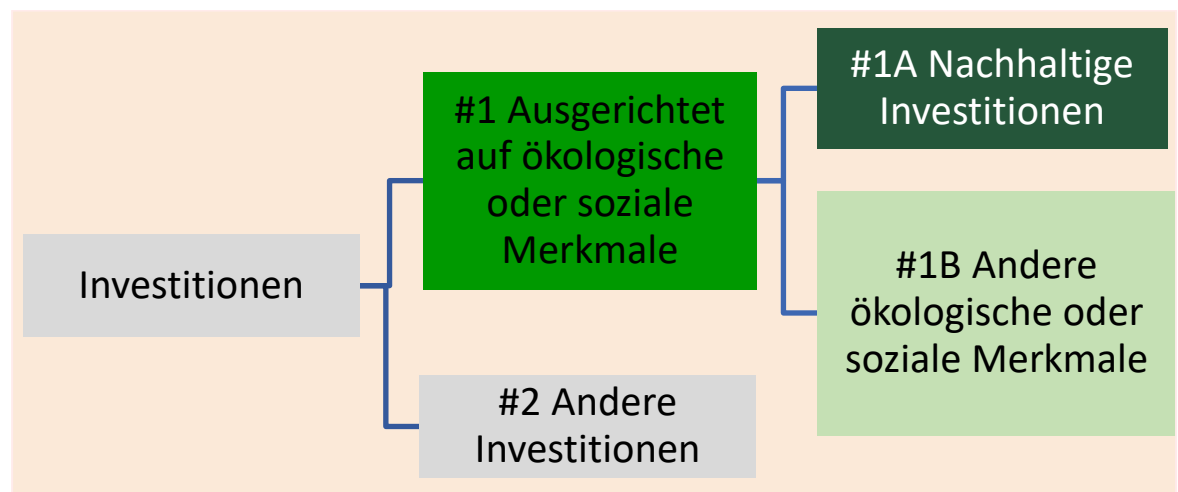 Investitionen
#1 Ausgerichtet
auf ökologische
oder soziale
Merkmale
#2 Andere
Investitionen
#1A Nachhaltige
Investitionen
#1B Andere
ökologische oder
soziale Merkmale